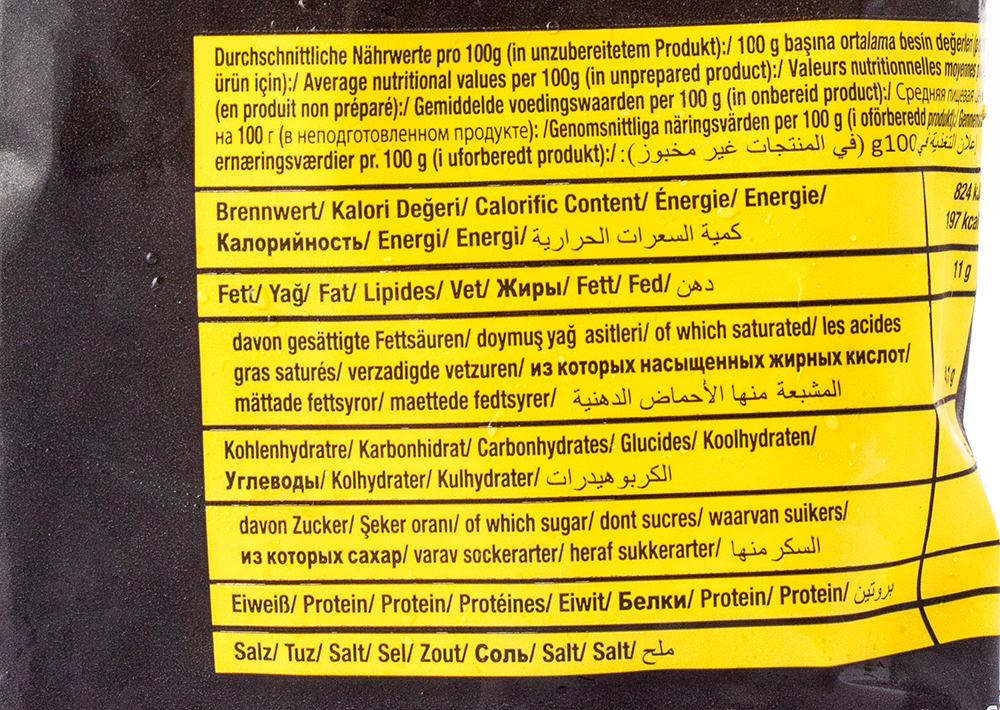 Durchschnittliche Nährwerte pro 100g (in unzubereitetem Produkt):/ 100 g başına ortalama besin değerleri
ürün için):/ Average nutritional values per 100g (in unprepared product):/ Valeurs nutritionnelles moyennes
(en produit non préparé):/ Gemiddelde voedingswaarden per 100 g (in onbereid product):/ Средняя пищевая
на 100 г (в неподготовленном продукте): /Genomsnittliga näringsvärden per 100 g (i oförberedd produkt)/
ernæringsværdier pr. 100 g (i uforberedt produkt):/ إعلان التغذية في g100 (في المنتجات غير مخبوز):
Brennwert/ Kalori Değeri/ Calorific Content/ Énergie/ Energie/ 824 kJ
Калорийность/ Energi/ Energi/ كمية السعرات الحرارية 197 kcal
Fett/ Yağ/ Fat/ Lipides/ Vet/ Жиры/ Fett/ Fed/ دهن 11 g
davon gesättigte Fettsäuren/ doymuş yağ asitleri/ of which saturated/ les acides
gras saturés/ verzadigde vetzuren/ из которых насыщенных жирных кислот/
mättade fettsyror/ maettede fedtsyrer/ المشبعة منها الأحماض الدهنية
Kohlenhydratre/ Karbonhidrat/ Carbonhydrates/ Glucides/ Koolhydraten/
Углеводы/ Kolhydrater/ Kulhydrater/ الكربوهيدرات
davon Zucker/ Şeker oranı/ of which sugar/ dont sucres/ waarvan suikers/
из которых сахар/ varav sockerarter/ heraf sukkerarter/ السكر منها
Eiweiß/ Protein/ Protein/ Protéines/ Eiwit/ Белки/ Protein/ Protein/ بروتين
Salz/ Tuz/ Salt/ Sel/ Zout/ Соль/ Salt/ Salt/ ملح